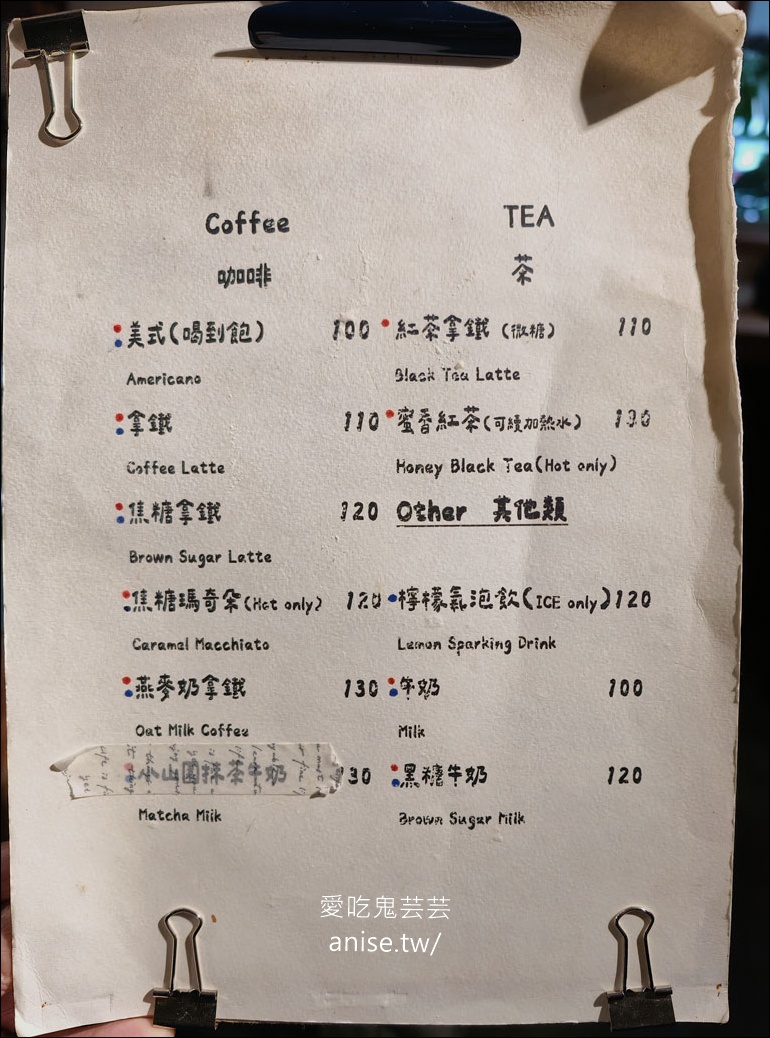 Coffee
咖啡
美式(喝到飽) 100
Americano
拿鐵 110
Coffee Latte
焦糖拿鐵 120
Brown Sugar Latte
焦糖瑪奇朵(Hot only) 120
Caramel Macchiato
燕麥奶拿鐵 130
Oat Milk Coffee
小山園抹茶牛奶 130
Matcha Milk
TEA
茶
紅茶拿鐵 (微糖) 110
Black Tea Latte
蜜香紅茶(可續加熱水) 130
Honey Black Tea(Hot only)
Other 其他類
檸檬氣泡飲(ICE only) 120
Lemon Sparking Drink
牛奶 100
Milk
黑糖牛奶 120
Brown Sugar Milk
愛吃鬼芸芸
anise.tw/